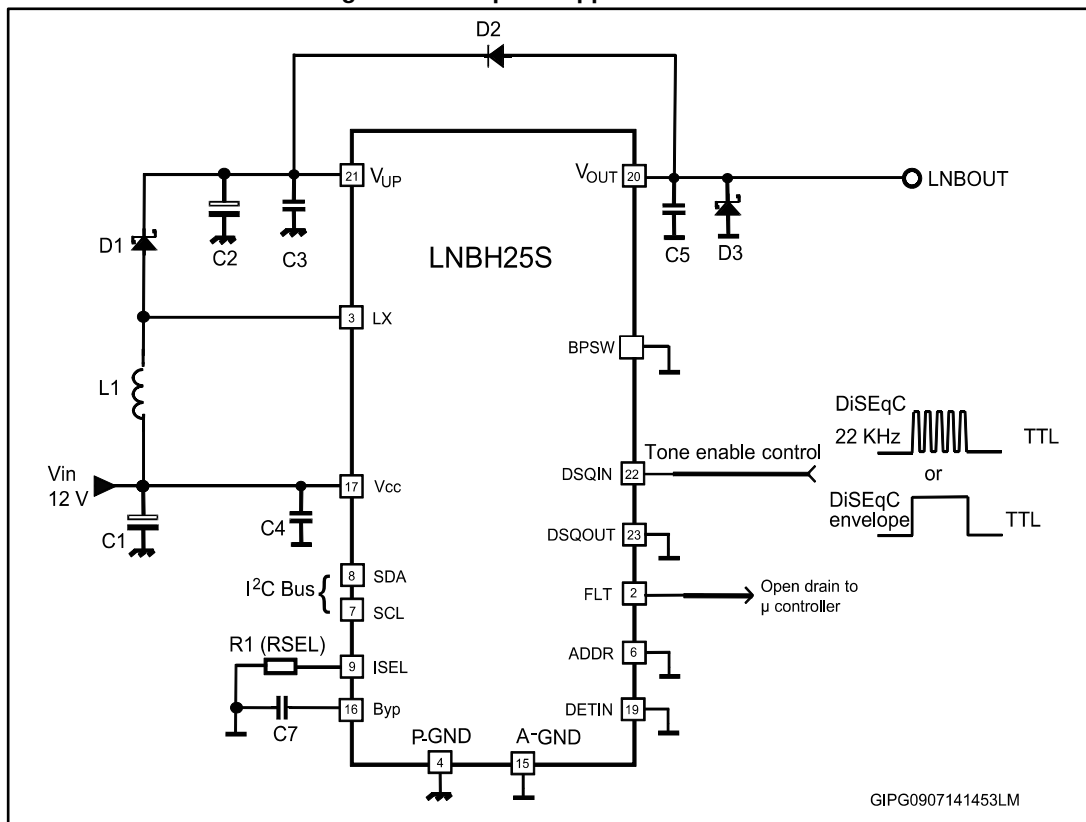 D2
21 VUP
VOUT 20
LNBOUT
D1
C2
C3
C5
D3
LNBH25S
3 LX
BPSW
L1
DiSEqC
22 KHz
TTL
Tone enable control
Vin
12 V
17 Vcc
DSQIN 22
or
C4
C1
DiSEqC
envelope
TTL
DSQOUT 23
8 SDA
I²C Bus {
7 SCL
FLT 2
Open drain to
μ controller
R1 (RSEL)
9 ISEL
ADDR 6
16 Byp
DETIN 19
C7
P-GND
A-GND
4
15
GIPG0907141453LM